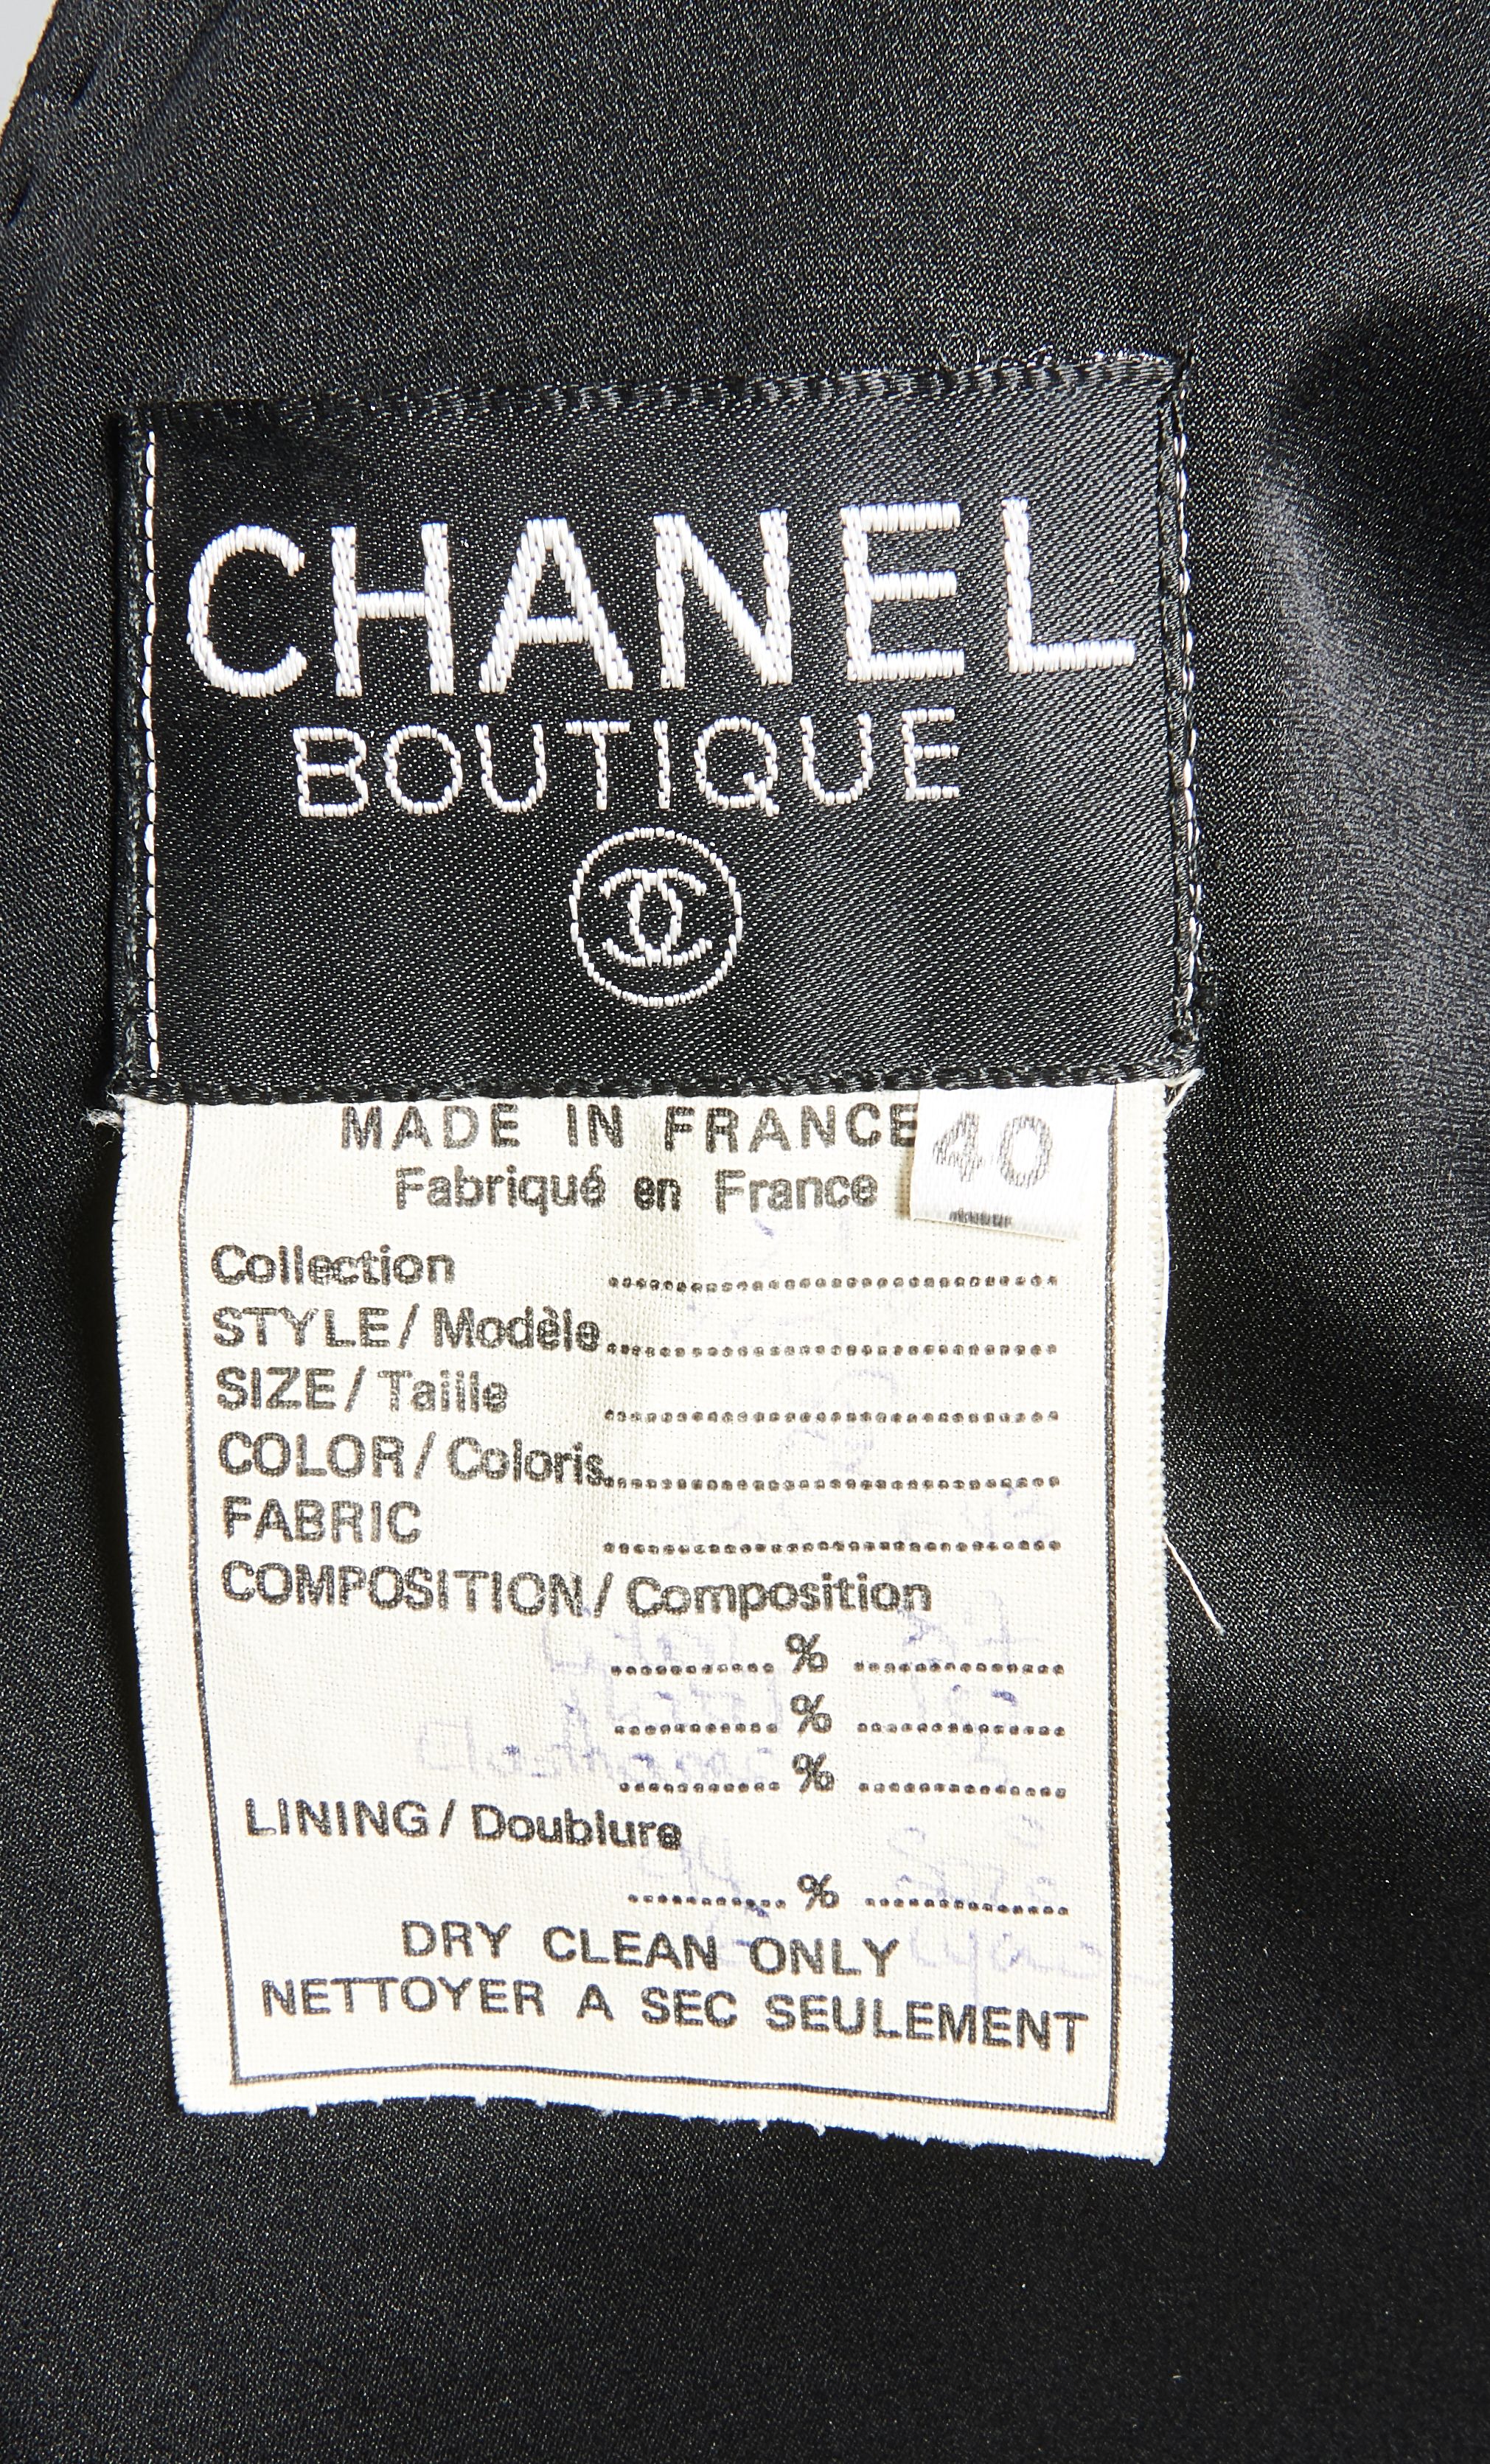 CHANEL
BOUTIQUE
MADE IN FRANCE
40
Fabriqué en France
Collection ........................
STYLE / Modèle ........................
SIZE / Taille ........................
COLOR / Coloris ........................
FABRIC ........................
COMPOSITION / Composition
............ % ............
............ % ............
............ % ............
LINING / Doublure
............ % ............
DRY CLEAN ONLY
NETTOYER A SEC SEULEMENT